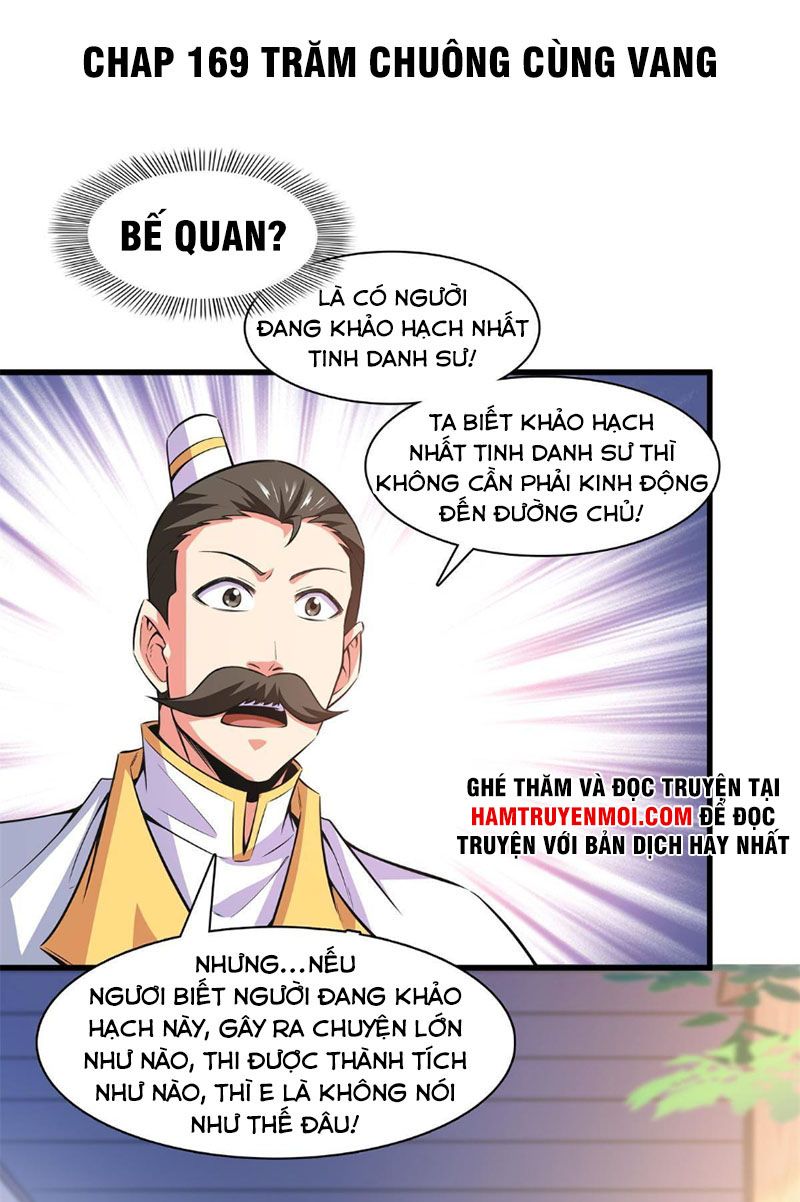 CHAP 169 TRĂM CHUÔNG CÙNG VANG
BẾ QUAN?
LÀ CÓ NGƯỜI
ĐANG KHẢO HẠCH NHẤT
TINH DANH SƯ!
TA BIẾT KHẢO HẠCH
NHẤT TINH DANH SƯ THÌ
KHÔNG CẦN PHẢI KINH ĐỘNG
ĐẾN ĐƯỜNG CHỦ!
GHÉ THĂM VÀ ĐỌC TRUYỆN TẠI
HAMTRUYENMOI.COM ĐỂ ĐỌC
TRUYỆN VỚI BẢN DỊCH HAY NHẤT
NHƯNG...NẾU
NGƯƠI BIẾT NGƯỜI ĐANG KHẢO
HẠCH NÀY, GÂY RA CHUYỆN LỚN
NHƯ NÀO, THI ĐƯỢC THÀNH TÍCH
NHƯ NÀO, THÌ E LÀ KHÔNG NÓI
NHƯ THẾ ĐÂU!